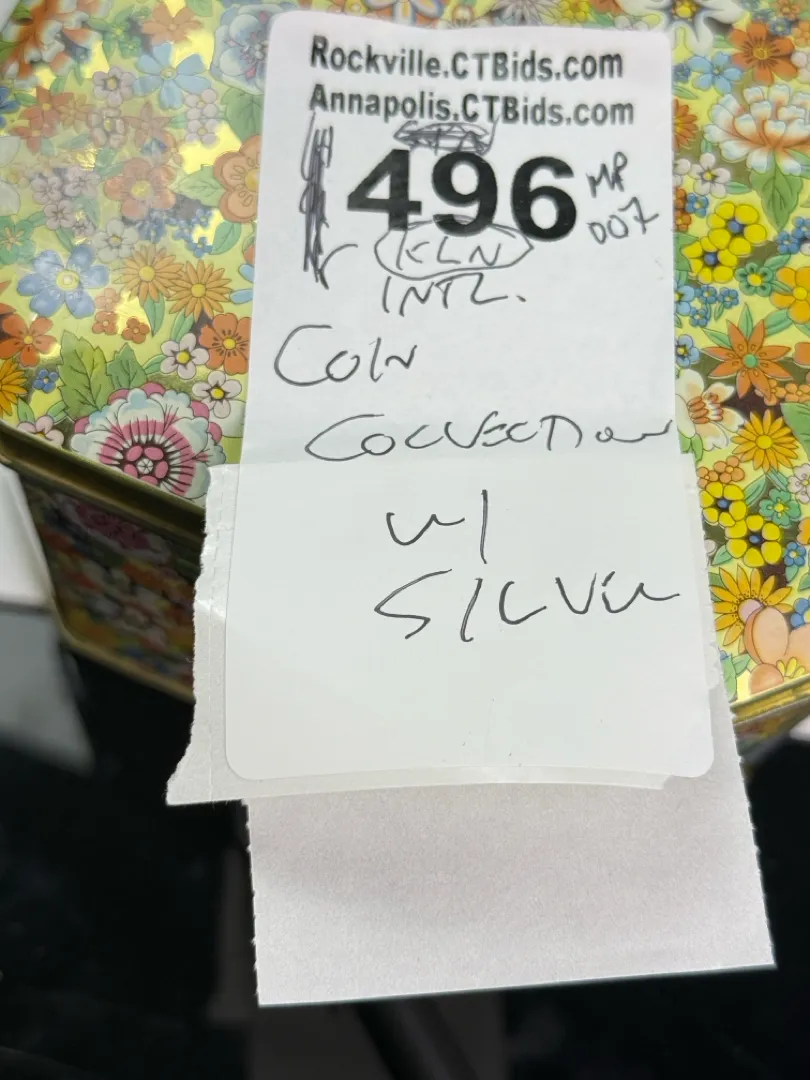 Rockville.CTBids.com
Annapolis.CTBids.com
496
MR
007
KLN
INTL.
Coin
Collection
w/
Silver